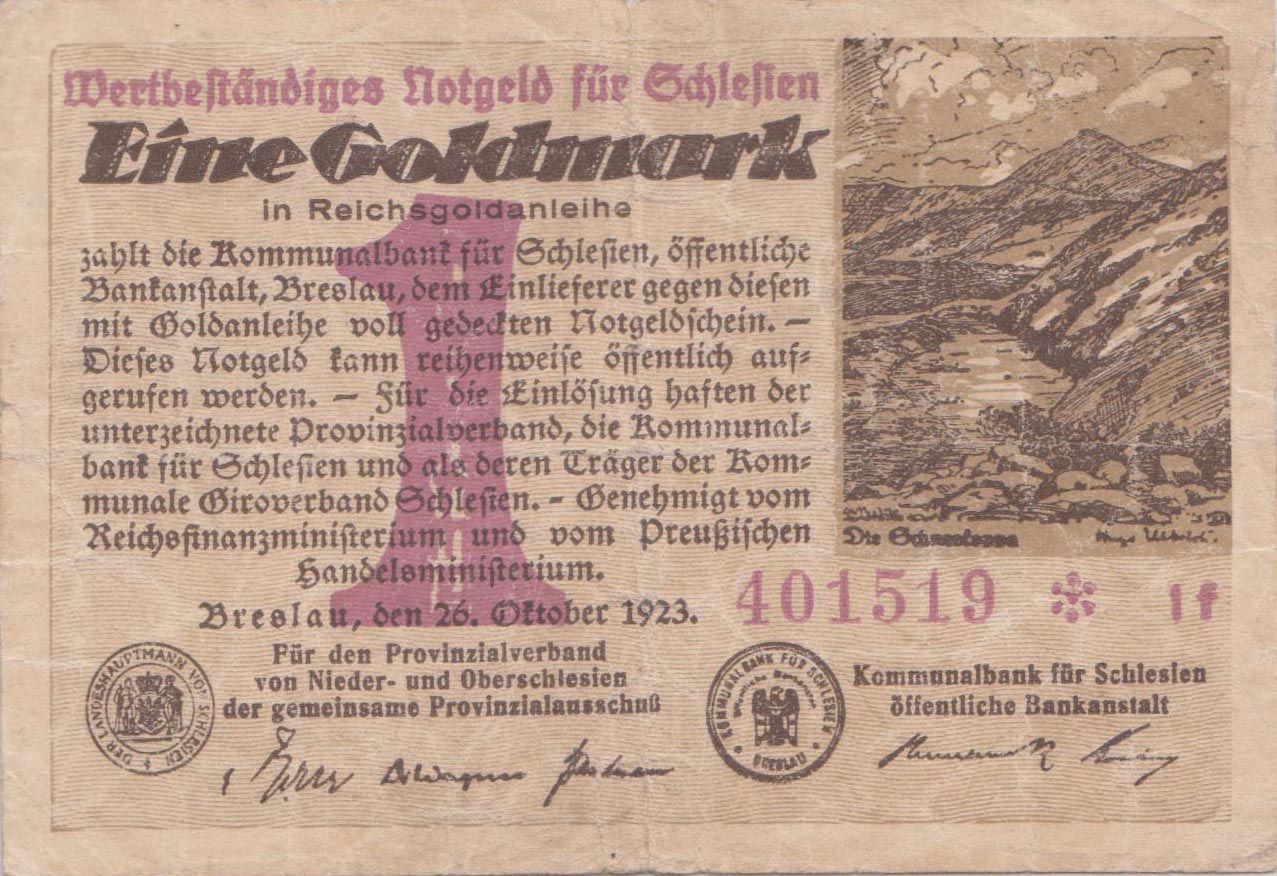 Wertbeständiges Notgeld für Schlesien
Eine Goldmark
in Reichsgoldanleihe
1
zahlt die Kommunalbank für Schlesien, öffentliche
Bankanstalt, Breslau, dem Einlieferer gegen diesen
mit Goldanleihe voll gedeckten Notgeldschein. —
Dieses Notgeld kann reihenweise öffentlich auf-
gerufen werden. — Für die Einlösung haften der
unterzeichnete Provinzialverband, die Kommunal-
bank für Schlesien und als deren Träger der Kom-
munale Giroverband Schlesien. - Genehmigt vom
Reichsfinanzministerium und vom Preußischen
Handelsministerium.
Breslau, den 26. Oktober 1923.
Die Schneekoppe
401519 * 1f
Für den Provinzialverband
von Nieder- und Oberschlesien
der gemeinsame Provinzialausschuß
DER LANDESHAUPTMANN VON SCHLESIEN
KOMMUNALBANK FÜR SCHLESIEN
BRESLAU
Kommunalbank für Schlesien
öffentliche Bankanstalt